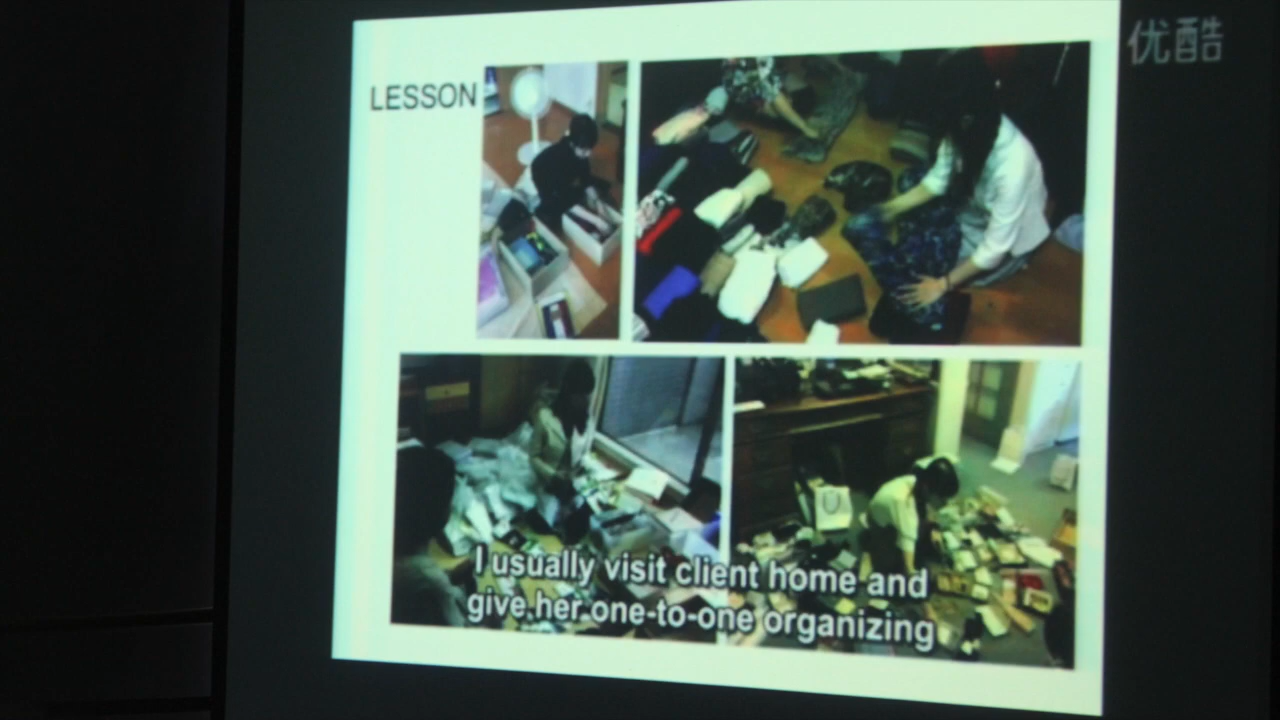 优酷
LESSON
I usually visit client home and
give her one-to-one organizing